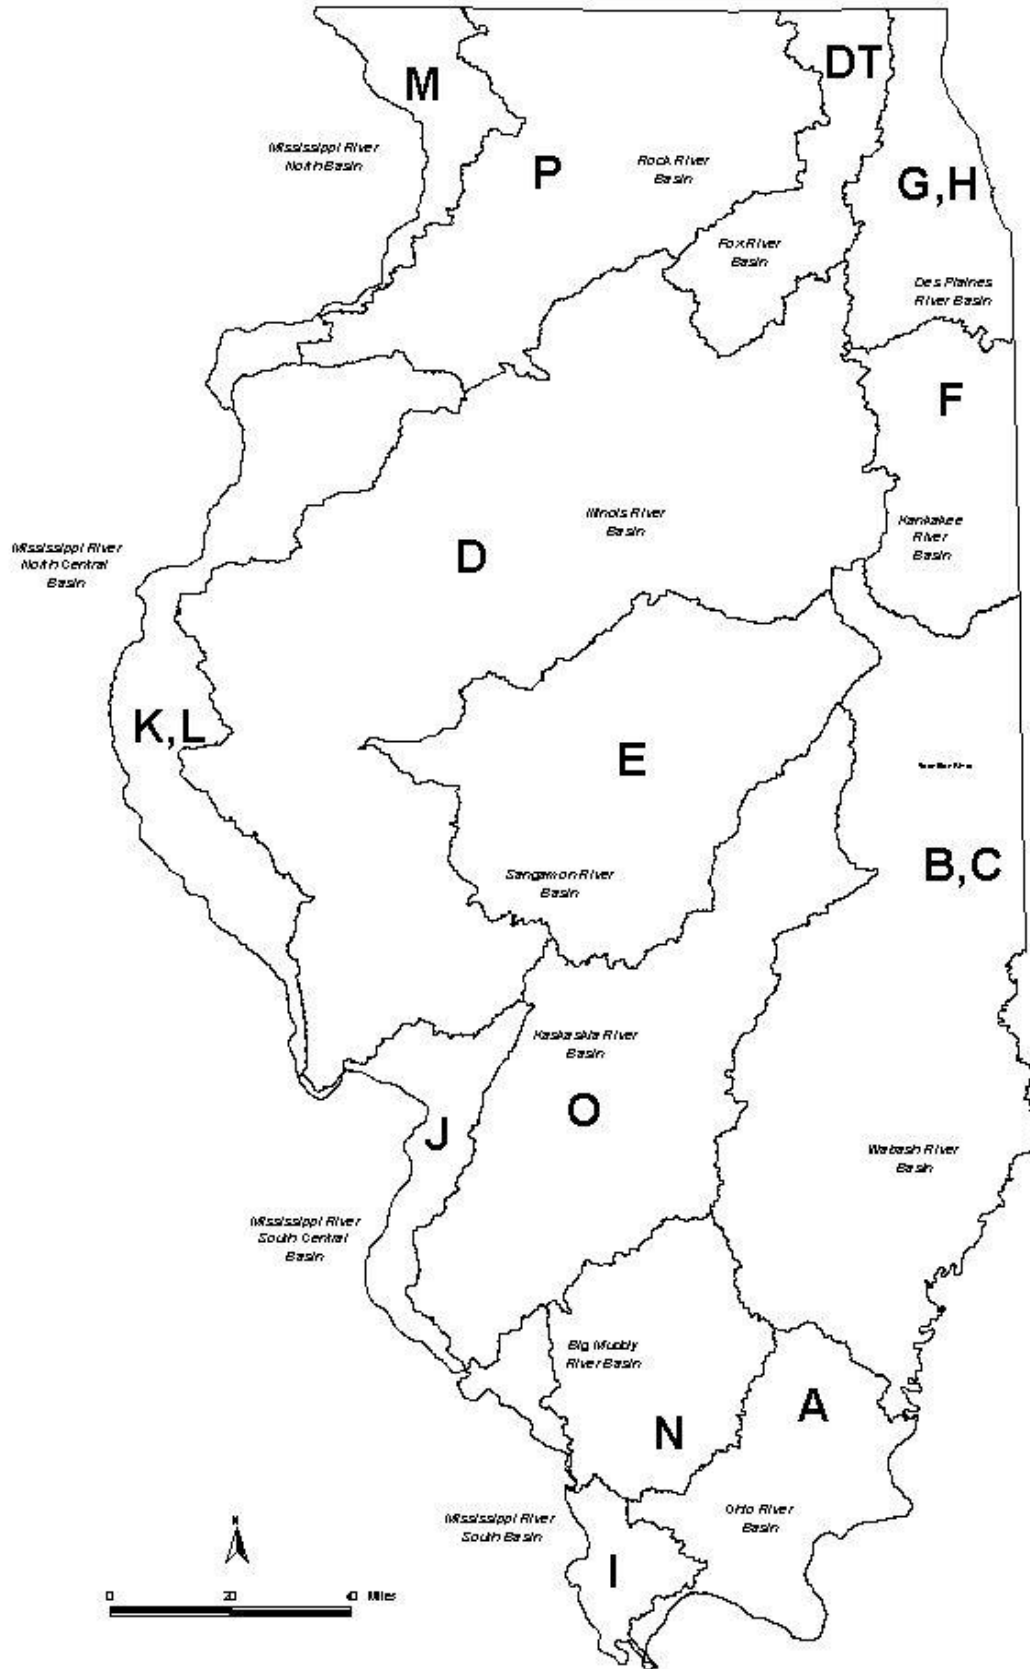 M
DT
Mississippi River
North Basin
P
Rock River
Basin
G,H
Fox River
Basin
Des Plaines
River Basin
F
Mississippi River
North Central
Basin
D
Illinois River
Basin
Kankakee
River
Basin
K,L
E
B,C
Sangamon River
Basin
Kaskaskia River
Basin
J
O
Wabash River
Basin
Mississippi River
South Central
Basin
Big Muddy
River Basin
A
N
Mississippi River
South Basin
Ohio River
Basin
I
N
0 20 40 Miles